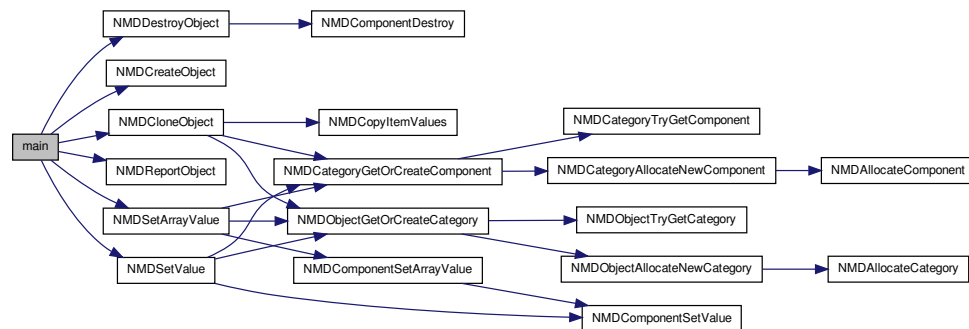 main
NMDDestroyObject
NMDCreateObject
NMDCloneObject
NMDReportObject
NMDSetArrayValue
NMDSetValue
NMDComponentDestroy
NMDCopyItemValues
NMDCategoryGetOrCreateComponent
NMDObjectGetOrCreateCategory
NMDComponentSetArrayValue
NMDCategoryTryGetComponent
NMDCategoryAllocateNewComponent
NMDObjectTryGetCategory
NMDObjectAllocateNewCategory
NMDComponentSetValue
NMDAllocateComponent
NMDAllocateCategory